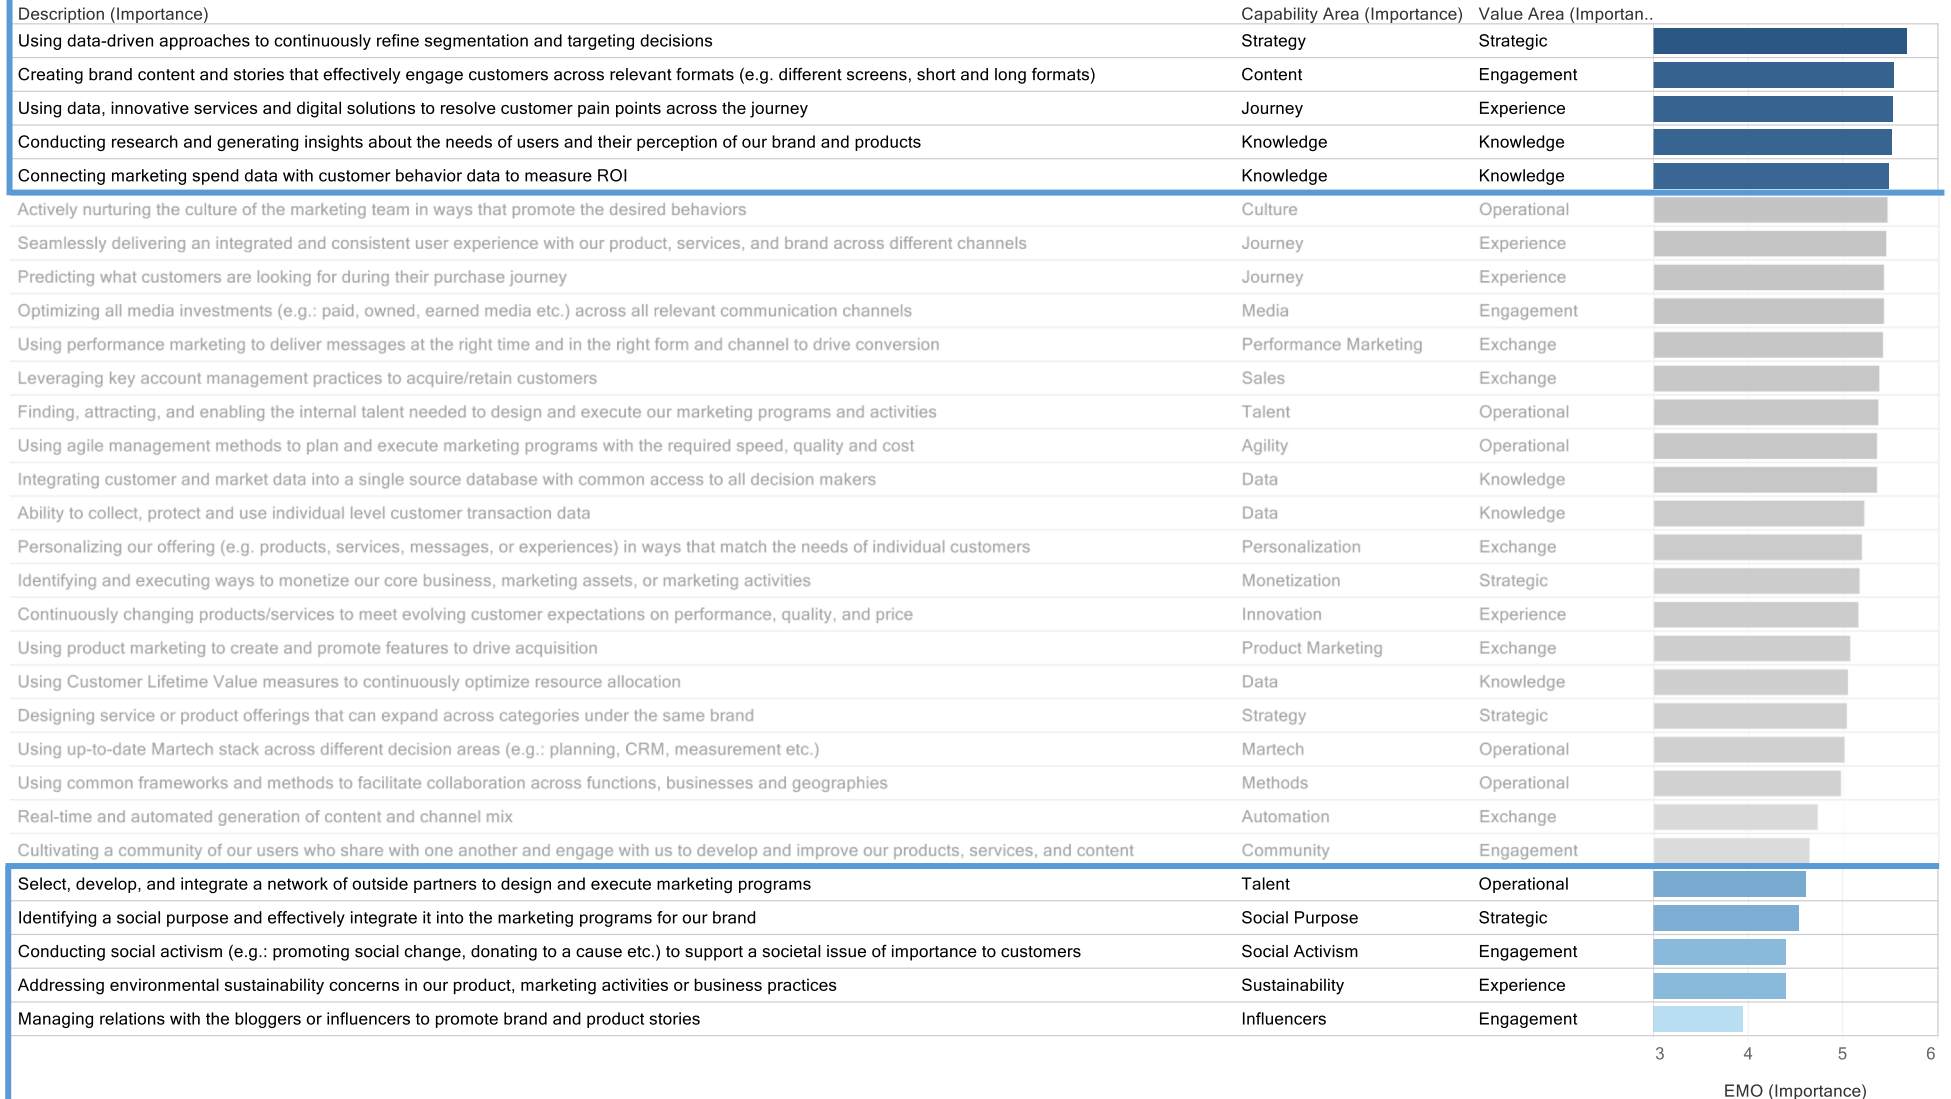 Description (Importance) Capability Area (Importance) Value Area (Importan..
Using data-driven approaches to continuously refine segmentation and targeting decisions Strategy Strategic
Creating brand content and stories that effectively engage customers across relevant formats (e.g. different screens, short and long formats) Content Engagement
Using data, innovative services and digital solutions to resolve customer pain points across the journey Journey Experience
Conducting research and generating insights about the needs of users and their perception of our brand and products Knowledge Knowledge
Connecting marketing spend data with customer behavior data to measure ROI Knowledge Knowledge
Actively nurturing the culture of the marketing team in ways that promote the desired behaviors Culture Operational
Seamlessly delivering an integrated and consistent user experience with our product, services, and brand across different channels Journey Experience
Predicting what customers are looking for during their purchase journey Journey Experience
Optimizing all media investments (e.g.: paid, owned, earned media etc.) across all relevant communication channels Media Engagement
Using performance marketing to deliver messages at the right time and in the right form and channel to drive conversion Performance Marketing Exchange
Leveraging key account management practices to acquire/retain customers Sales Exchange
Finding, attracting, and enabling the internal talent needed to design and execute our marketing programs and activities Talent Operational
Using agile management methods to plan and execute marketing programs with the required speed, quality and cost Agility Operational
Integrating customer and market data into a single source database with common access to all decision makers Data Knowledge
Ability to collect, protect and use individual level customer transaction data Data Knowledge
Personalizing our offering (e.g. products, services, messages, or experiences) in ways that match the needs of individual customers Personalization Exchange
Identifying and executing ways to monetize our core business, marketing assets, or marketing activities Monetization Strategic
Continuously changing products/services to meet evolving customer expectations on performance, quality, and price Innovation Experience
Using product marketing to create and promote features to drive acquisition Product Marketing Exchange
Using Customer Lifetime Value measures to continuously optimize resource allocation Data Knowledge
Designing service or product offerings that can expand across categories under the same brand Strategy Strategic
Using up-to-date Martech stack across different decision areas (e.g.: planning, CRM, measurement etc.) Martech Operational
Using common frameworks and methods to facilitate collaboration across functions, businesses and geographies Methods Operational
Real-time and automated generation of content and channel mix Automation Exchange
Cultivating a community of our users who share with one another and engage with us to develop and improve our products, services, and content Community Engagement
Select, develop, and integrate a network of outside partners to design and execute marketing programs Talent Operational
Identifying a social purpose and effectively integrate it into the marketing programs for our brand Social Purpose Strategic
Conducting social activism (e.g.: promoting social change, donating to a cause etc.) to support a societal issue of importance to customers Social Activism Engagement
Addressing environmental sustainability concerns in our product, marketing activities or business practices Sustainability Experience
Managing relations with the bloggers or influencers to promote brand and product stories Influencers Engagement
3 4 5 6
EMO (Importance)